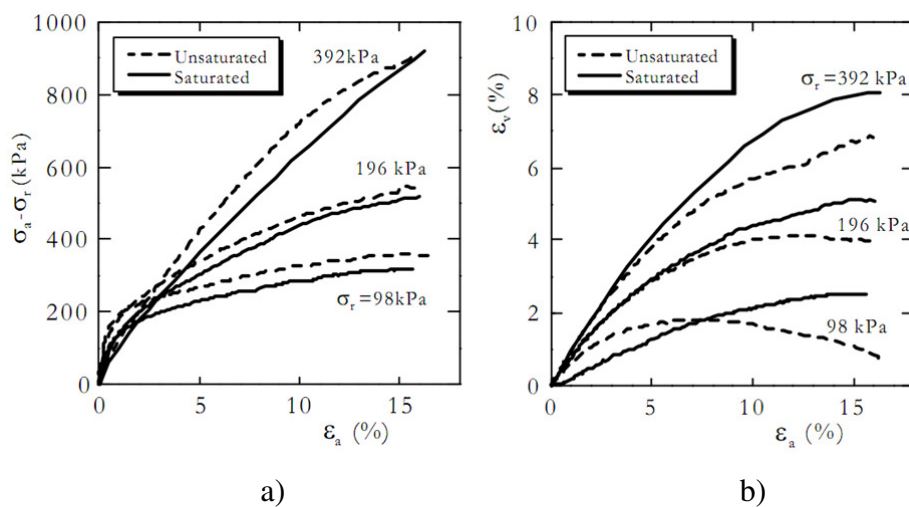 1000
800
600
400
200
0
σa-σr (kPa)
Unsaturated
Saturated
392kPa
196 kPa
σr=98kPa
0 5 10 15
εa (%)
a)
10
8
6
4
2
0
εv (%)
Unsaturated
Saturated
σr=392 kPa
196 kPa
98 kPa
0 5 10 15
εa (%)
b)